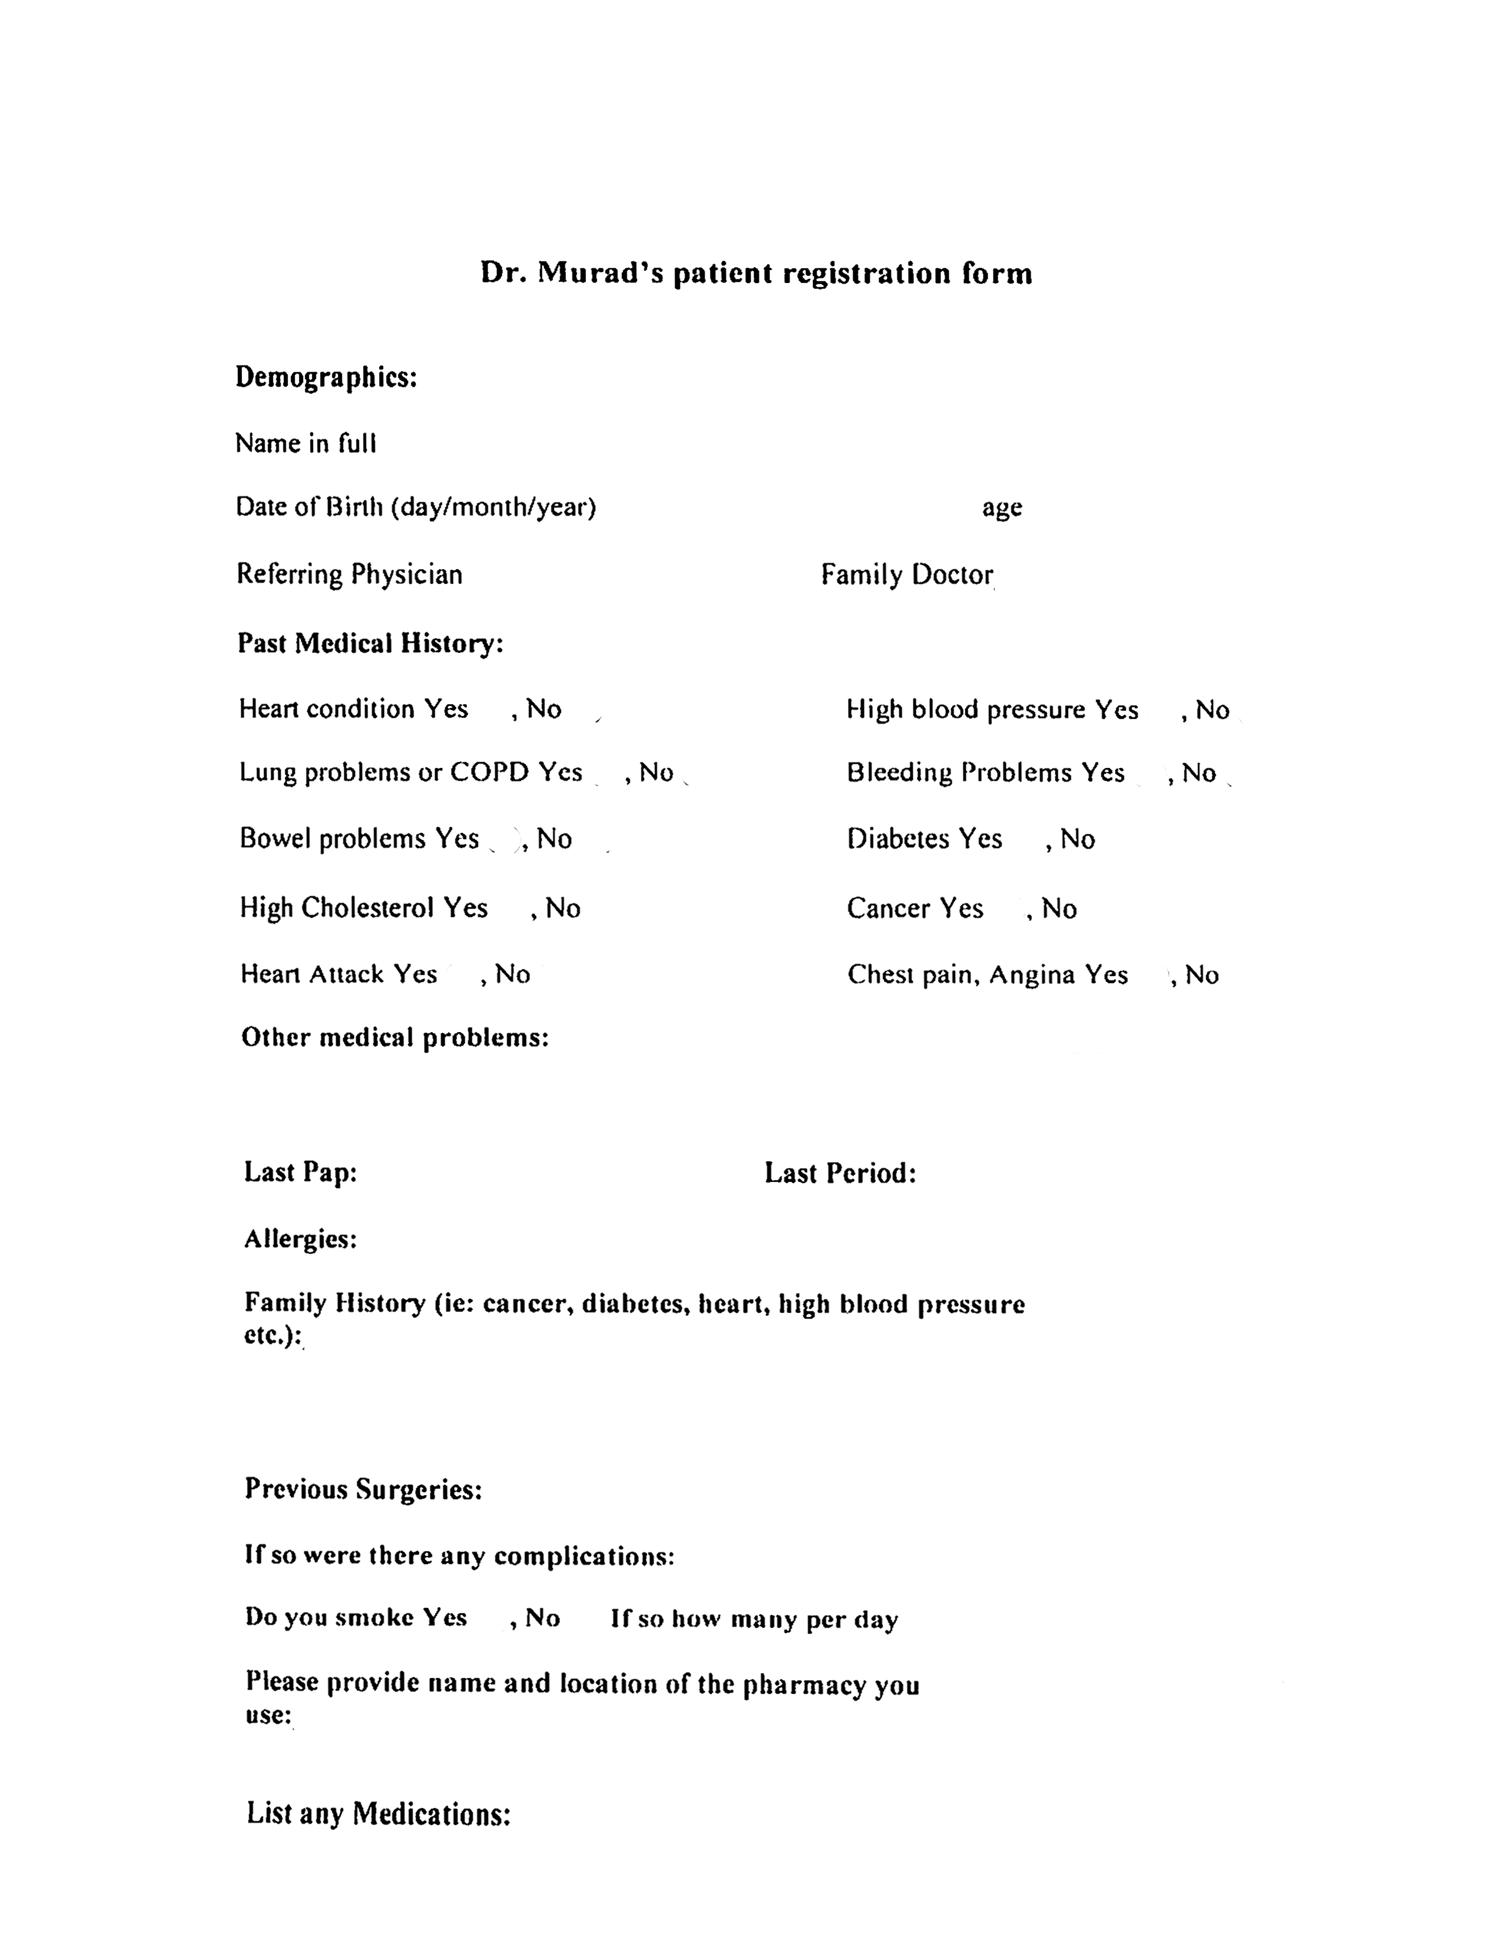 Dr. Murad's patient registration form
Demographics:
Name in full
Date of Birth (day/month/year) age
Referring Physician Family Doctor
Past Medical History:
Heart condition Yes , No High blood pressure Yes , No
Lung problems or COPD Yes , No Bleeding Problems Yes , No
Bowel problems Yes , No Diabetes Yes , No
High Cholesterol Yes , No Cancer Yes , No
Heart Attack Yes , No Chest pain, Angina Yes , No
Other medical problems:
Last Pap: Last Period:
Allergies:
Family History (ie: cancer, diabetes, heart, high blood pressure
etc.):
Previous Surgeries:
If so were there any complications:
Do you smoke Yes , No If so how many per day
Please provide name and location of the pharmacy you
use:
List any Medications: